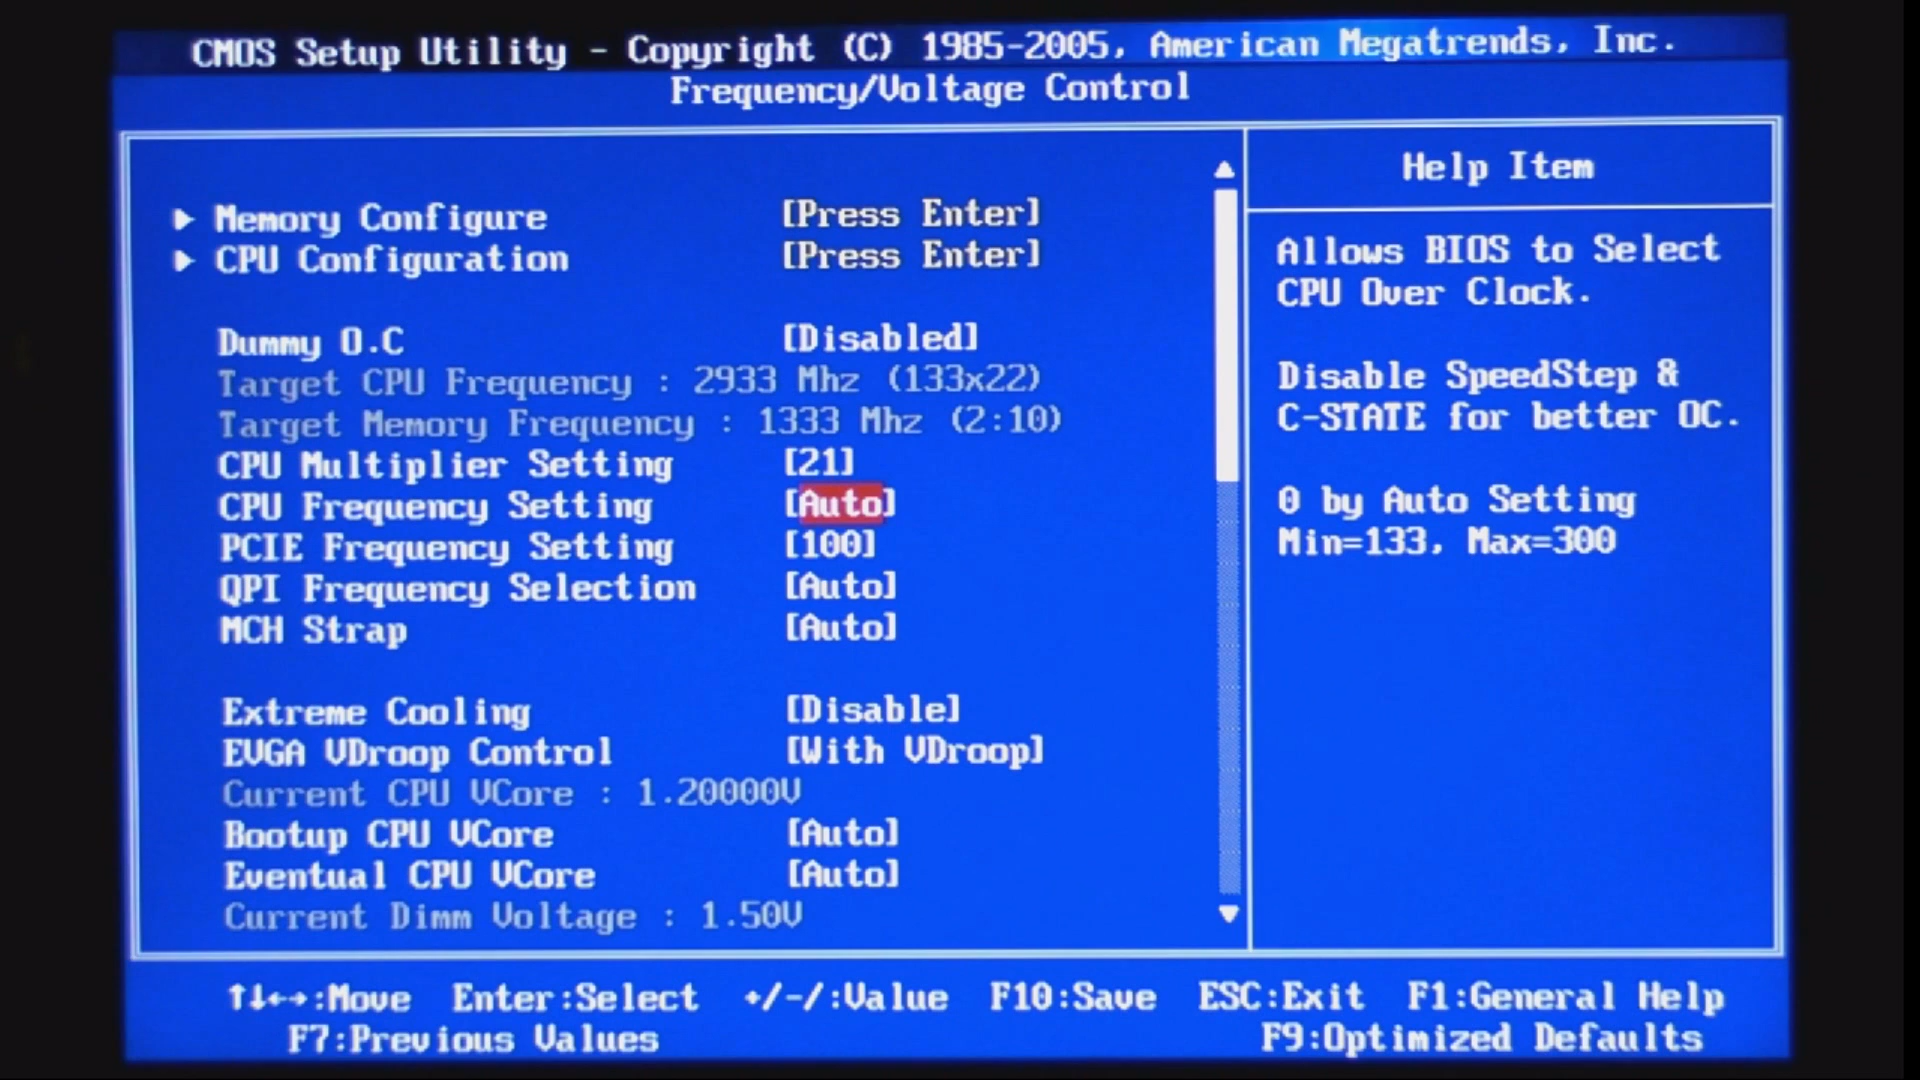 CMOS Setup Utility - Copyright (C) 1985-2005, American Megatrends, Inc.
Frequency/Voltage Control
Memory Configure [Press Enter]
CPU Configuration [Press Enter]
Dummy O.C [Disabled]
Target CPU Frequency : 2933 Mhz (133x22)
Target Memory Frequency : 1333 Mhz (2:10)
CPU Multiplier Setting [21]
CPU Frequency Setting [Auto]
PCIE Frequency Setting [100]
QPI Frequency Selection [Auto]
MCH Strap [Auto]
Extreme Cooling [Disable]
EVGA VDroop Control [With VDroop]
Current CPU VCore : 1.20000V
Bootup CPU VCore [Auto]
Eventual CPU VCore [Auto]
Current Dimm Voltage : 1.50V
Help Item
Allows BIOS to Select
CPU Over Clock.
Disable SpeedStep &
C-STATE for better OC.
0 by Auto Setting
Min=133, Max=300
↑↓←→:Move Enter:Select +/-/:Value F10:Save ESC:Exit F1:General Help
F7:Previous Values F9:Optimized Defaults